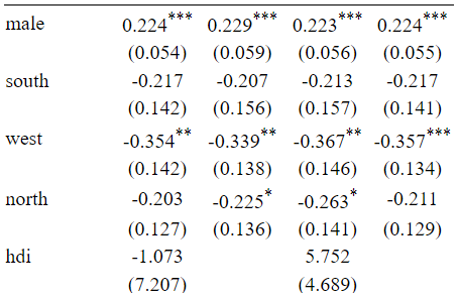 male 0.224*** 0.229*** 0.223*** 0.224***
(0.054) (0.059) (0.056) (0.055)
south -0.217 -0.207 -0.213 -0.217
(0.142) (0.156) (0.157) (0.141)
west -0.354** -0.339** -0.367** -0.357***
(0.142) (0.138) (0.146) (0.134)
north -0.203 -0.225* -0.263* -0.211
(0.127) (0.136) (0.141) (0.129)
hdi -1.073 5.752
(7.207) (4.689)